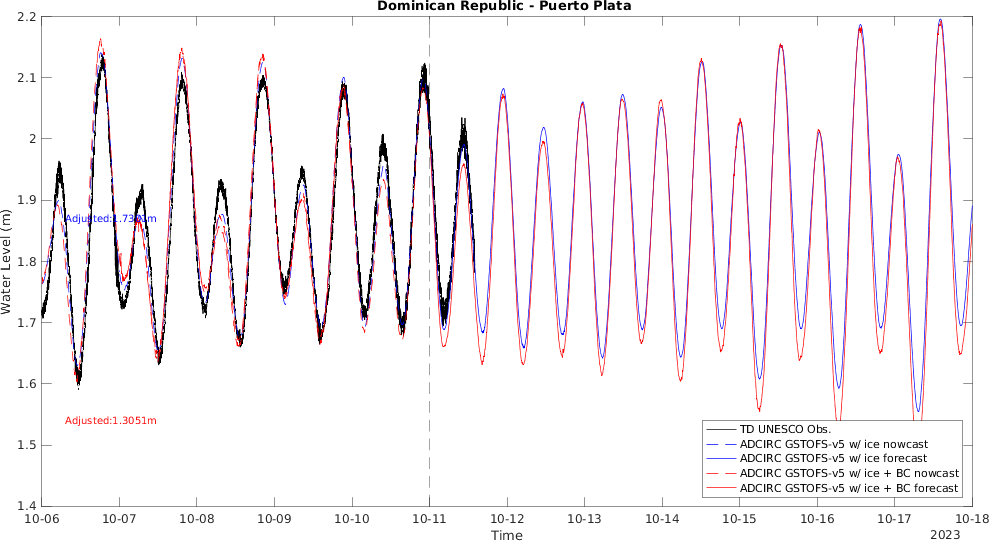 Dominican Republic - Puerto Plata
2.2
2.1
2
1.9
1.8
1.7
1.6
1.5
1.4
Water Level (m)
Adjusted:1.3051m
TD UNESCO Obs.
ADCIRC GSTOFS-v5 w/ ice nowcast
ADCIRC GSTOFS-v5 w/ ice forecast
ADCIRC GSTOFS-v5 w/ ice + BC nowcast
ADCIRC GSTOFS-v5 w/ ice + BC forecast
10-06 10-07 10-08 10-09 10-10 10-11 10-12 10-13 10-14 10-15 10-16 10-17 10-18
Time
2023